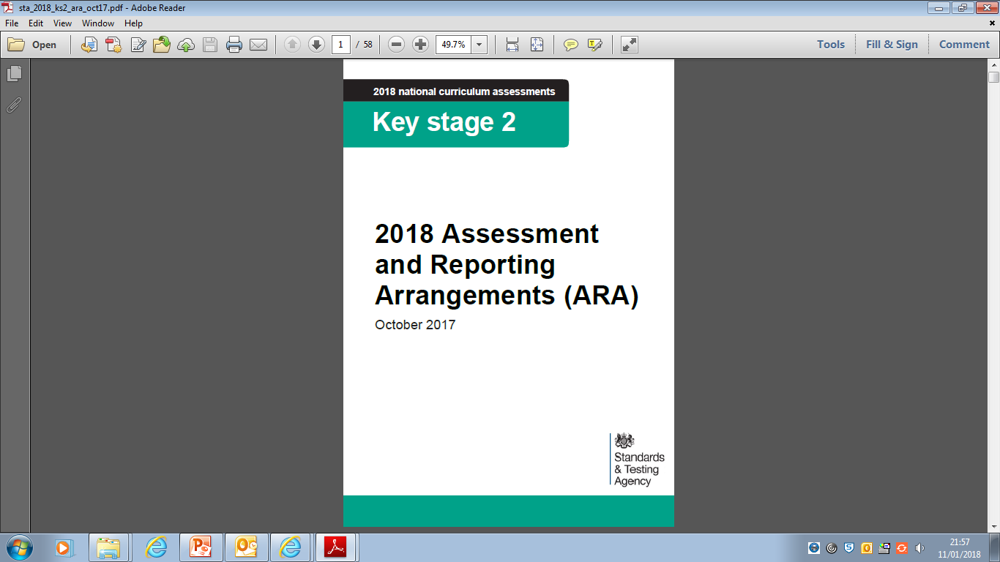 sta_2018_ks2_ara_oct17.pdf - Adobe Reader
File Edit View Window Help
Open 1 / 58 49.7% Tools Fill & Sign Comment
2018 national curriculum assessments
Key stage 2
2018 Assessment
and Reporting
Arrangements (ARA)
October 2017
Standards
& Testing
Agency
21:57
11/01/2018